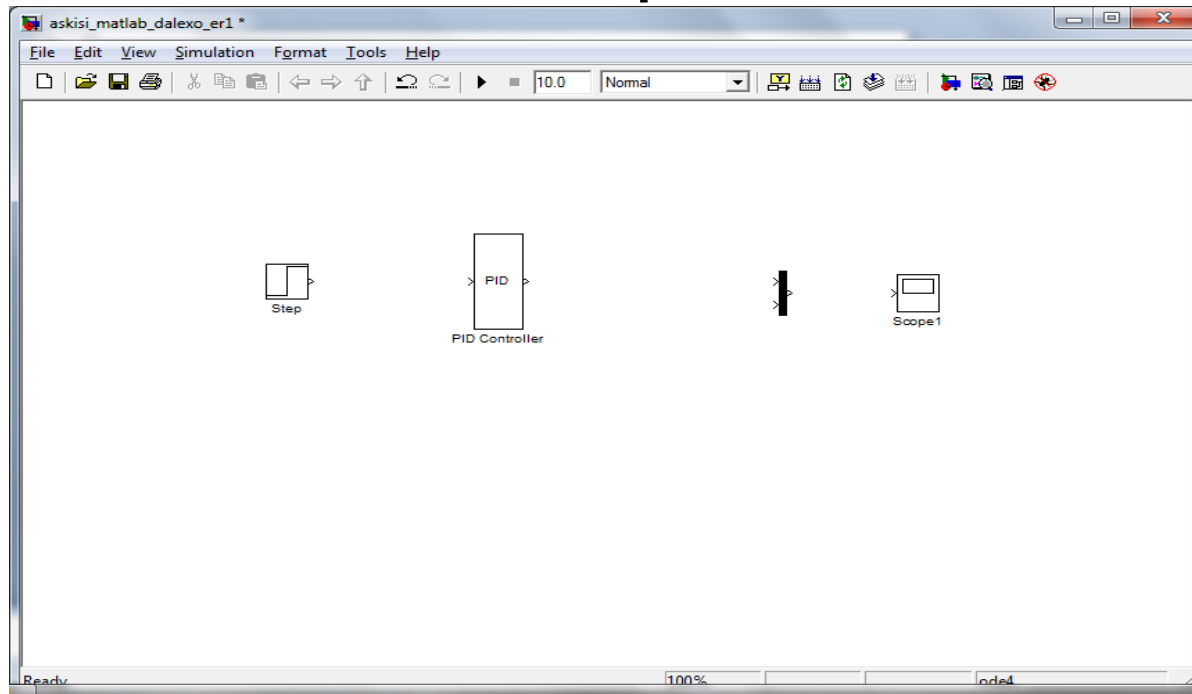 askisi_matlab_dalexo_er1 *
File Edit View Simulation Format Tools Help
10.0 Normal
PID
Step
PID Controller
Scope1
Ready 100% ode4